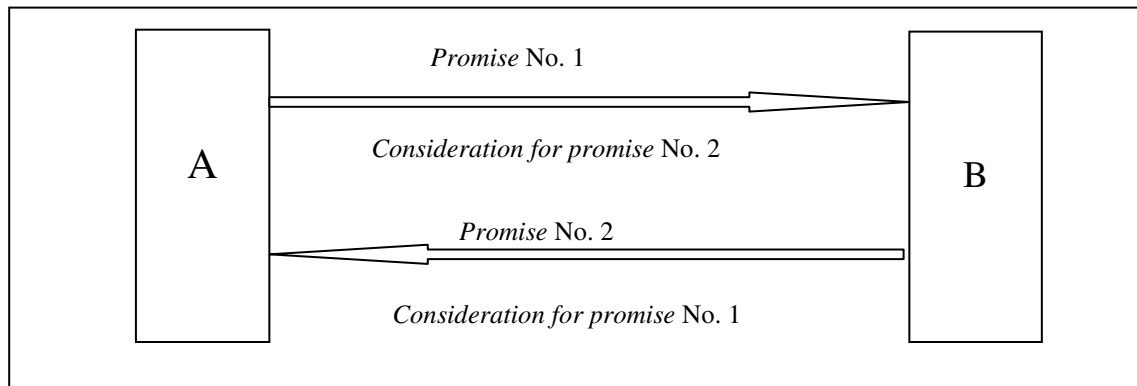 Promise No. 1
Consideration for promise No. 2
A
B
Promise No. 2
Consideration for promise No. 1